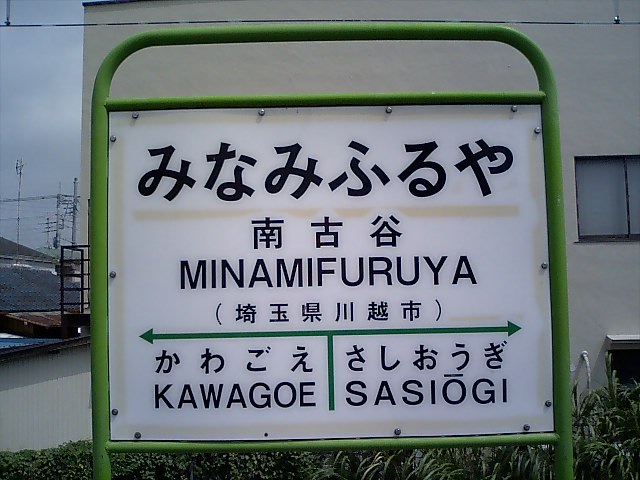 みなみふるや
南古谷
MINAMIFURUYA
(埼玉県川越市)
かわごえ さしおうぎ
KAWAGOE SASIŌGI